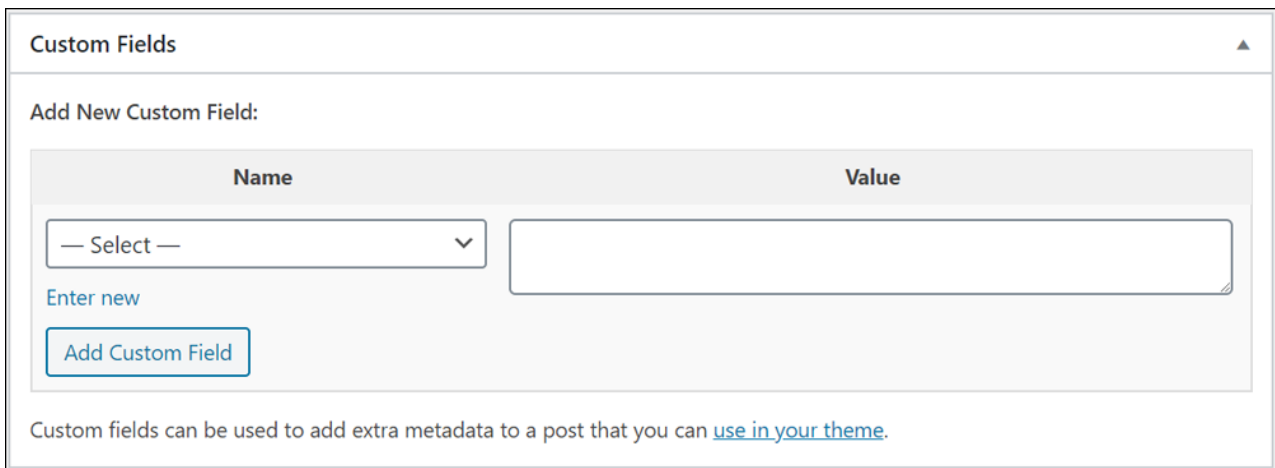 Custom Fields
Add New Custom Field:
Name Value
— Select —
Enter new
Add Custom Field
Custom fields can be used to add extra metadata to a post that you can use in your theme.